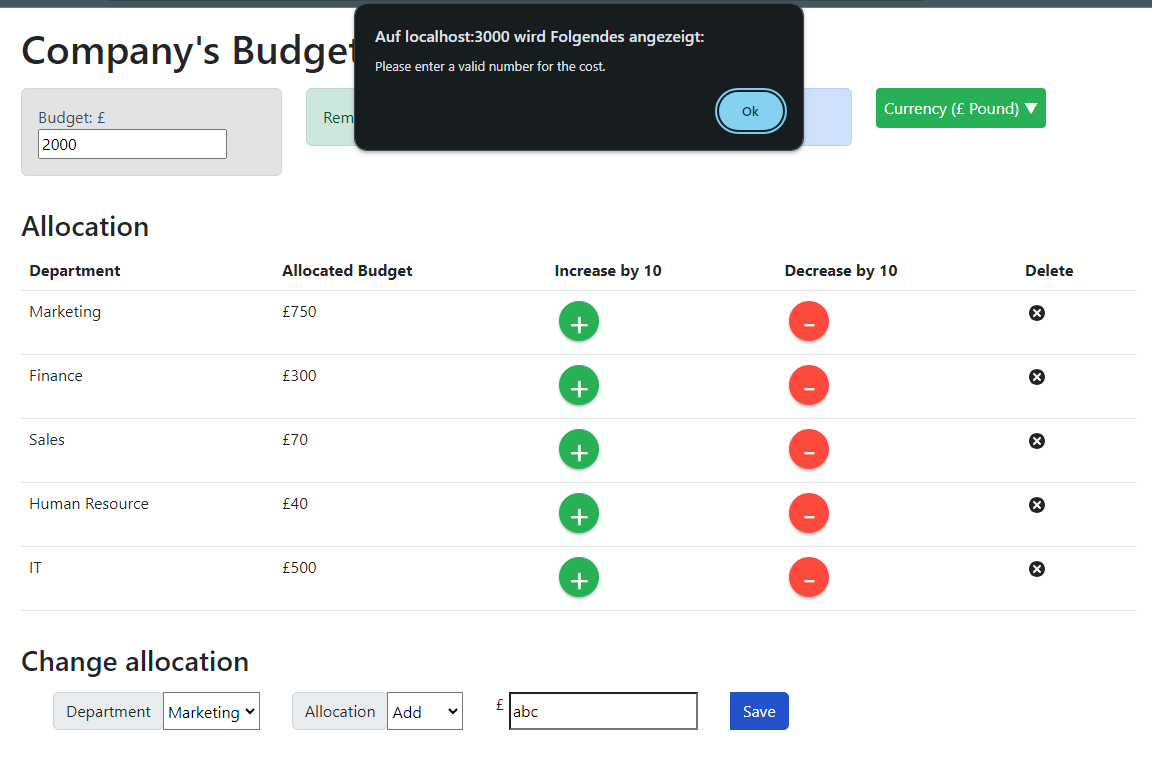 Auf localhost:3000 wird Folgendes angezeigt:
Please enter a valid number for the cost.
Ok
Company's Budget
Budget: £
2000
Rem
Currency (£ Pound) ▼
Allocation
Department Allocated Budget Increase by 10 Decrease by 10 Delete
Marketing £750 + -
Finance £300 + -
Sales £70 + -
Human Resource £40 + -
IT £500 + -
Change allocation
Department Marketing Allocation Add £ abc Save